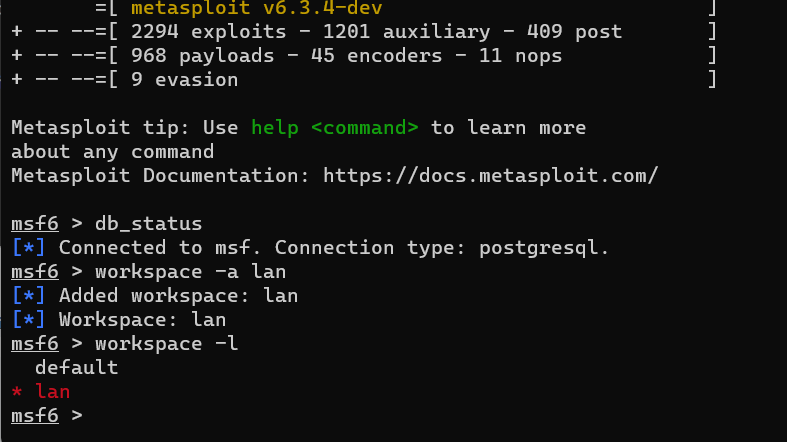 =[ metasploit v6.3.4-dev ]
+ -- --=[ 2294 exploits - 1201 auxiliary - 409 post ]
+ -- --=[ 968 payloads - 45 encoders - 11 nops ]
+ -- --=[ 9 evasion ]
Metasploit tip: Use help <command> to learn more
about any command
Metasploit Documentation: https://docs.metasploit.com/
msf6 > db_status
[*] Connected to msf. Connection type: postgresql.
msf6 > workspace -a lan
[*] Added workspace: lan
[*] Workspace: lan
msf6 > workspace -l
default
* lan
msf6 >